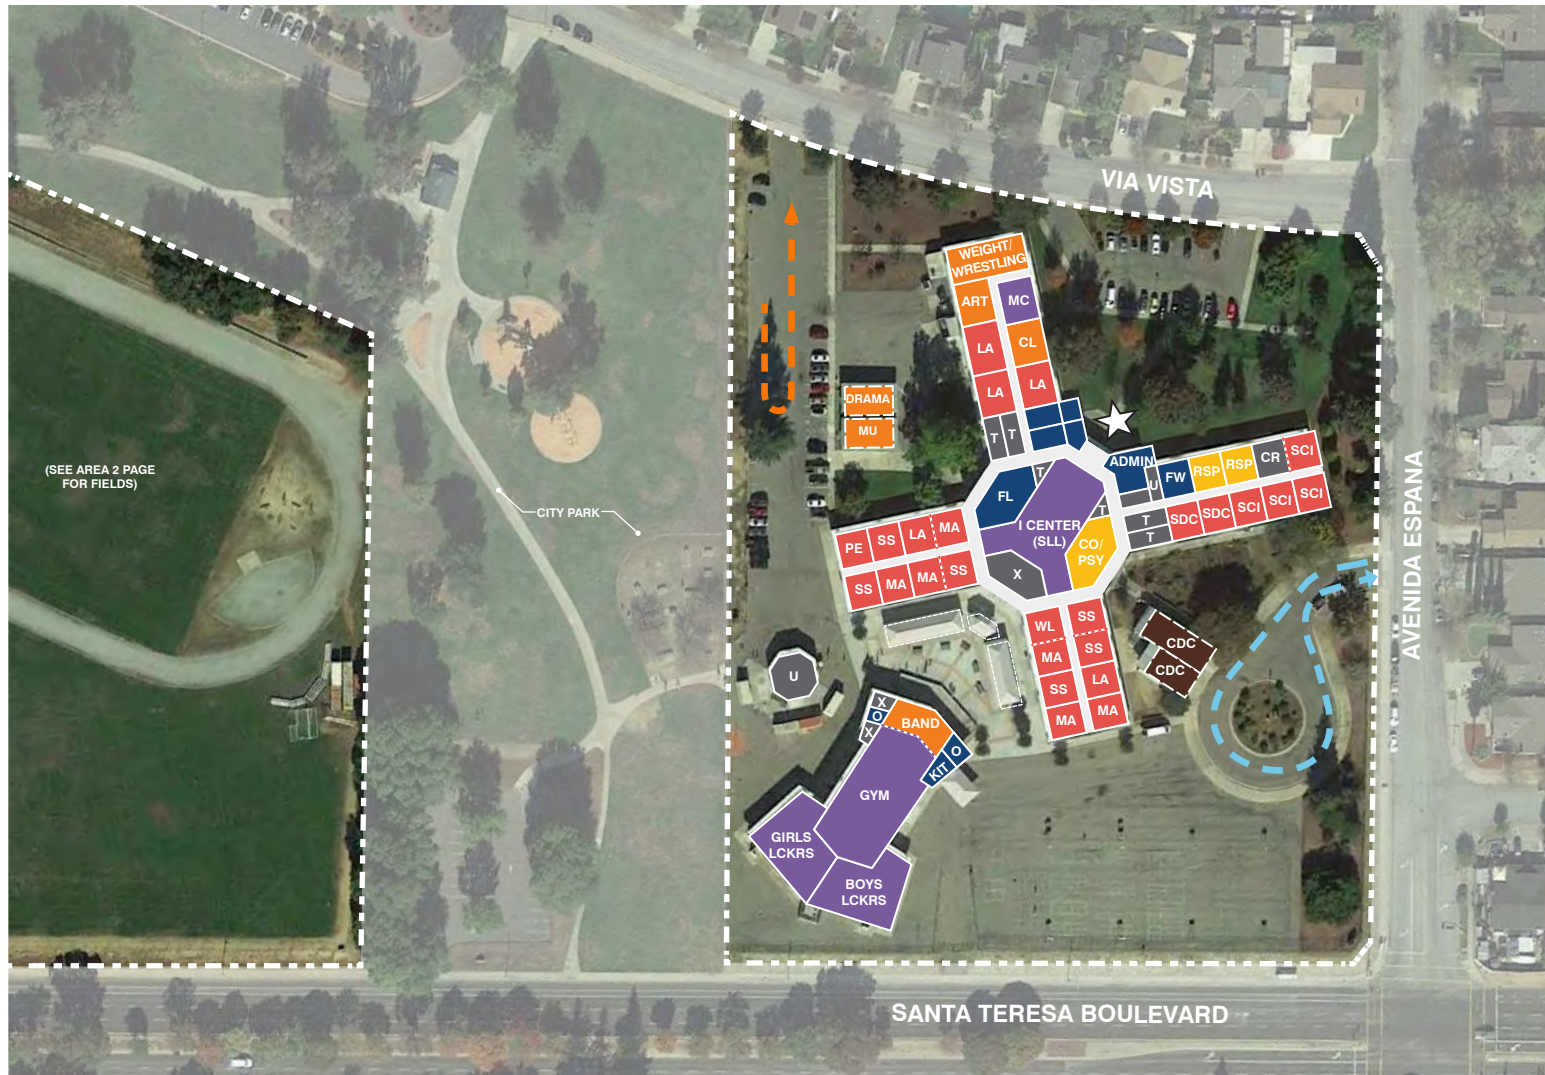 VIA VISTA
WEIGHT/
WRESTLING
ART
MC
LA
CL
LA
LA
DRAMA
MU
T
T
(SEE AREA 2 PAGE
FOR FIELDS)
CITY PARK
AVENIDA ESPANA
ADMIN
U
FW
RSP
RSP
CR
SCI
T
FL
T
I CENTER
(SLL)
CO/
PSY
X
T
T
SDC
SDC
SCI
SCI
SCI
PE
SS
LA
MA
SS
MA
MA
SS
WL
SS
MA
SS
SS
LA
MA
MA
CDC
CDC
U
X
O
X
BAND
O
KIT
GYM
GIRLS
LCKRS
BOYS
LCKRS
SANTA TERESA BOULEVARD